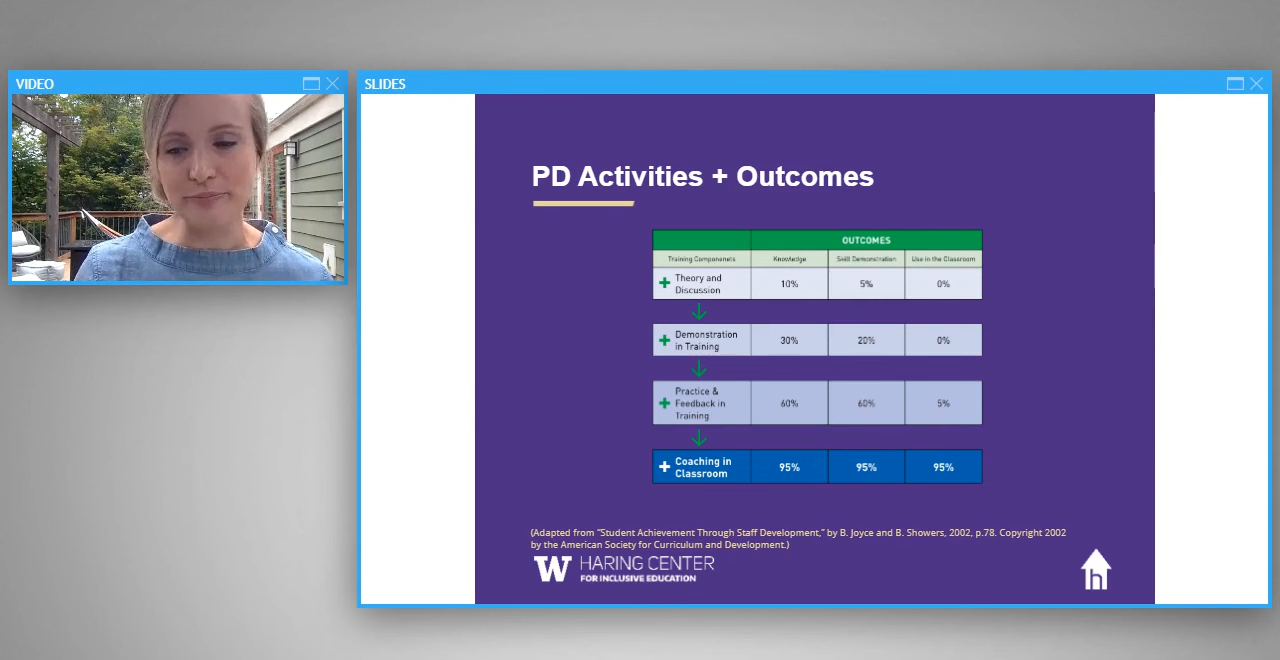 VIDEO
SLIDES
PD Activities + Outcomes
OUTCOMES
Training Componenets Knowledge Skill Demonstration Use in the Classroom
+ Theory and
Discussion 10% 5% 0%
+ Demonstration
in Training 30% 20% 0%
+ Practice &
Feedback in
Training 60% 60% 5%
+ Coaching in
Classroom 95% 95% 95%
(Adapted from "Student Achievement Through Staff Development," by B. Joyce and B. Showers, 2002, p.78. Copyright 2002
by the American Society for Curriculum and Development.)
W HARING CENTER
FOR INCLUSIVE EDUCATION
h